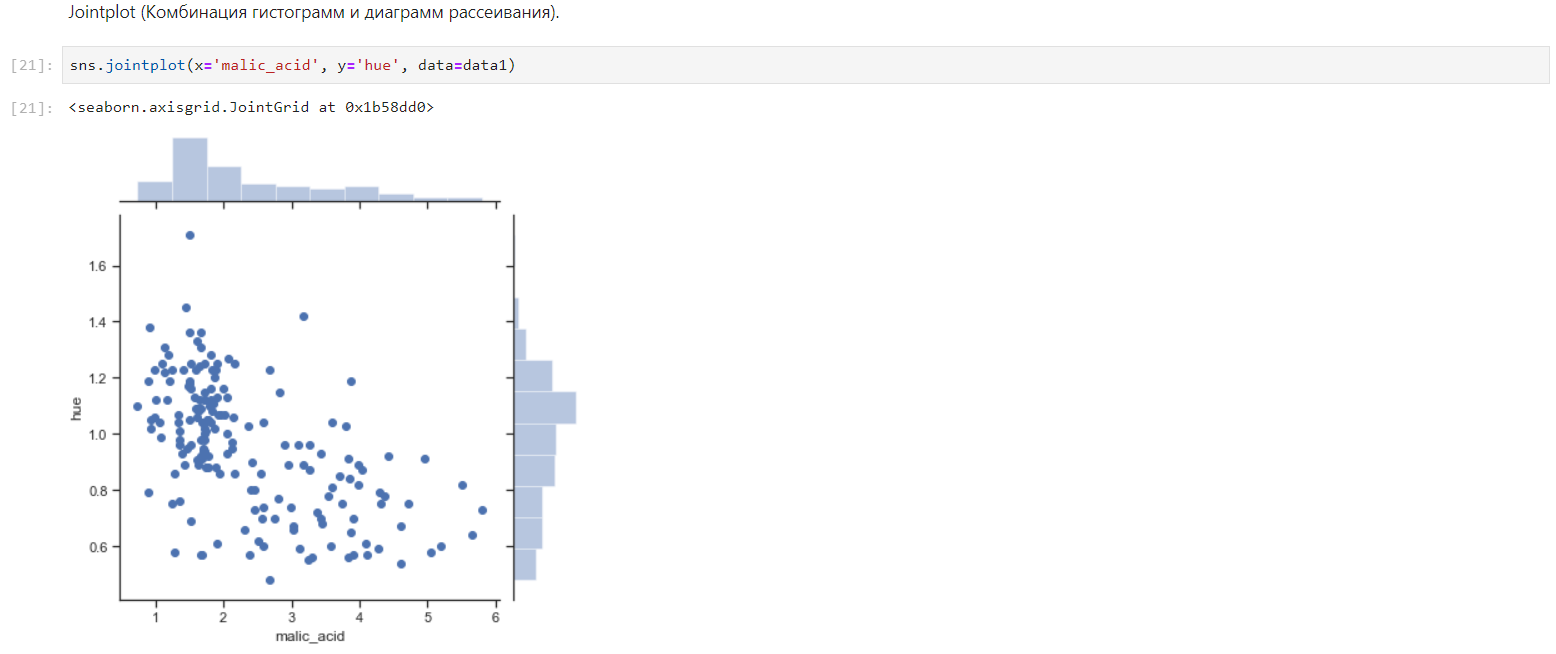 Jointplot (Комбинация гистограмм и диаграмм рассеивания).
[21]: sns.jointplot(x='malic_acid', y='hue', data=data1)
[21]: <seaborn.axisgrid.JointGrid at 0x1b58dd0>
1.6
1.4
1.2
1.0
0.8
0.6
hue
1 2 3 4 5 6
malic_acid